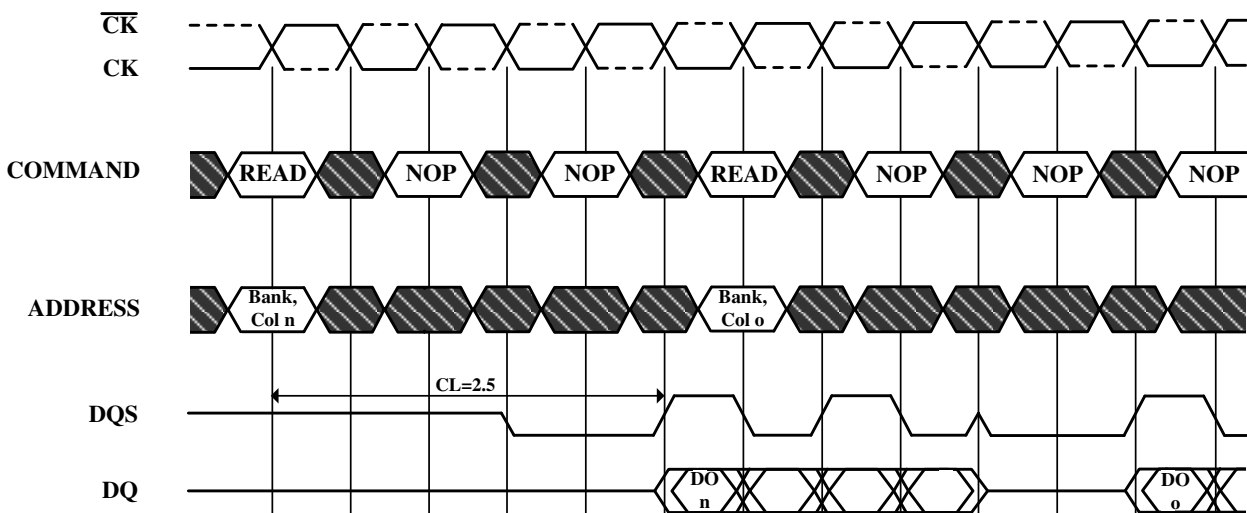 CK
CK
COMMAND READ NOP NOP READ NOP NOP NOP
ADDRESS Bank, Col n Bank, Col o
CL=2.5
DQS
DQ DO n DO o